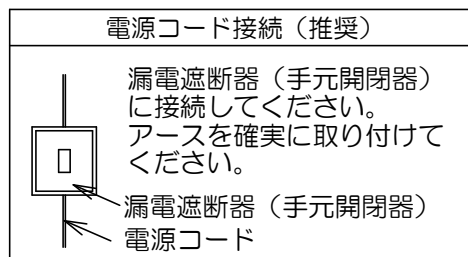 電源コード接続（推奨）
漏電遮断器（手元開閉器）
に接続してください。
アースを確実に取り付けて
ください。
漏電遮断器（手元開閉器）
電源コード